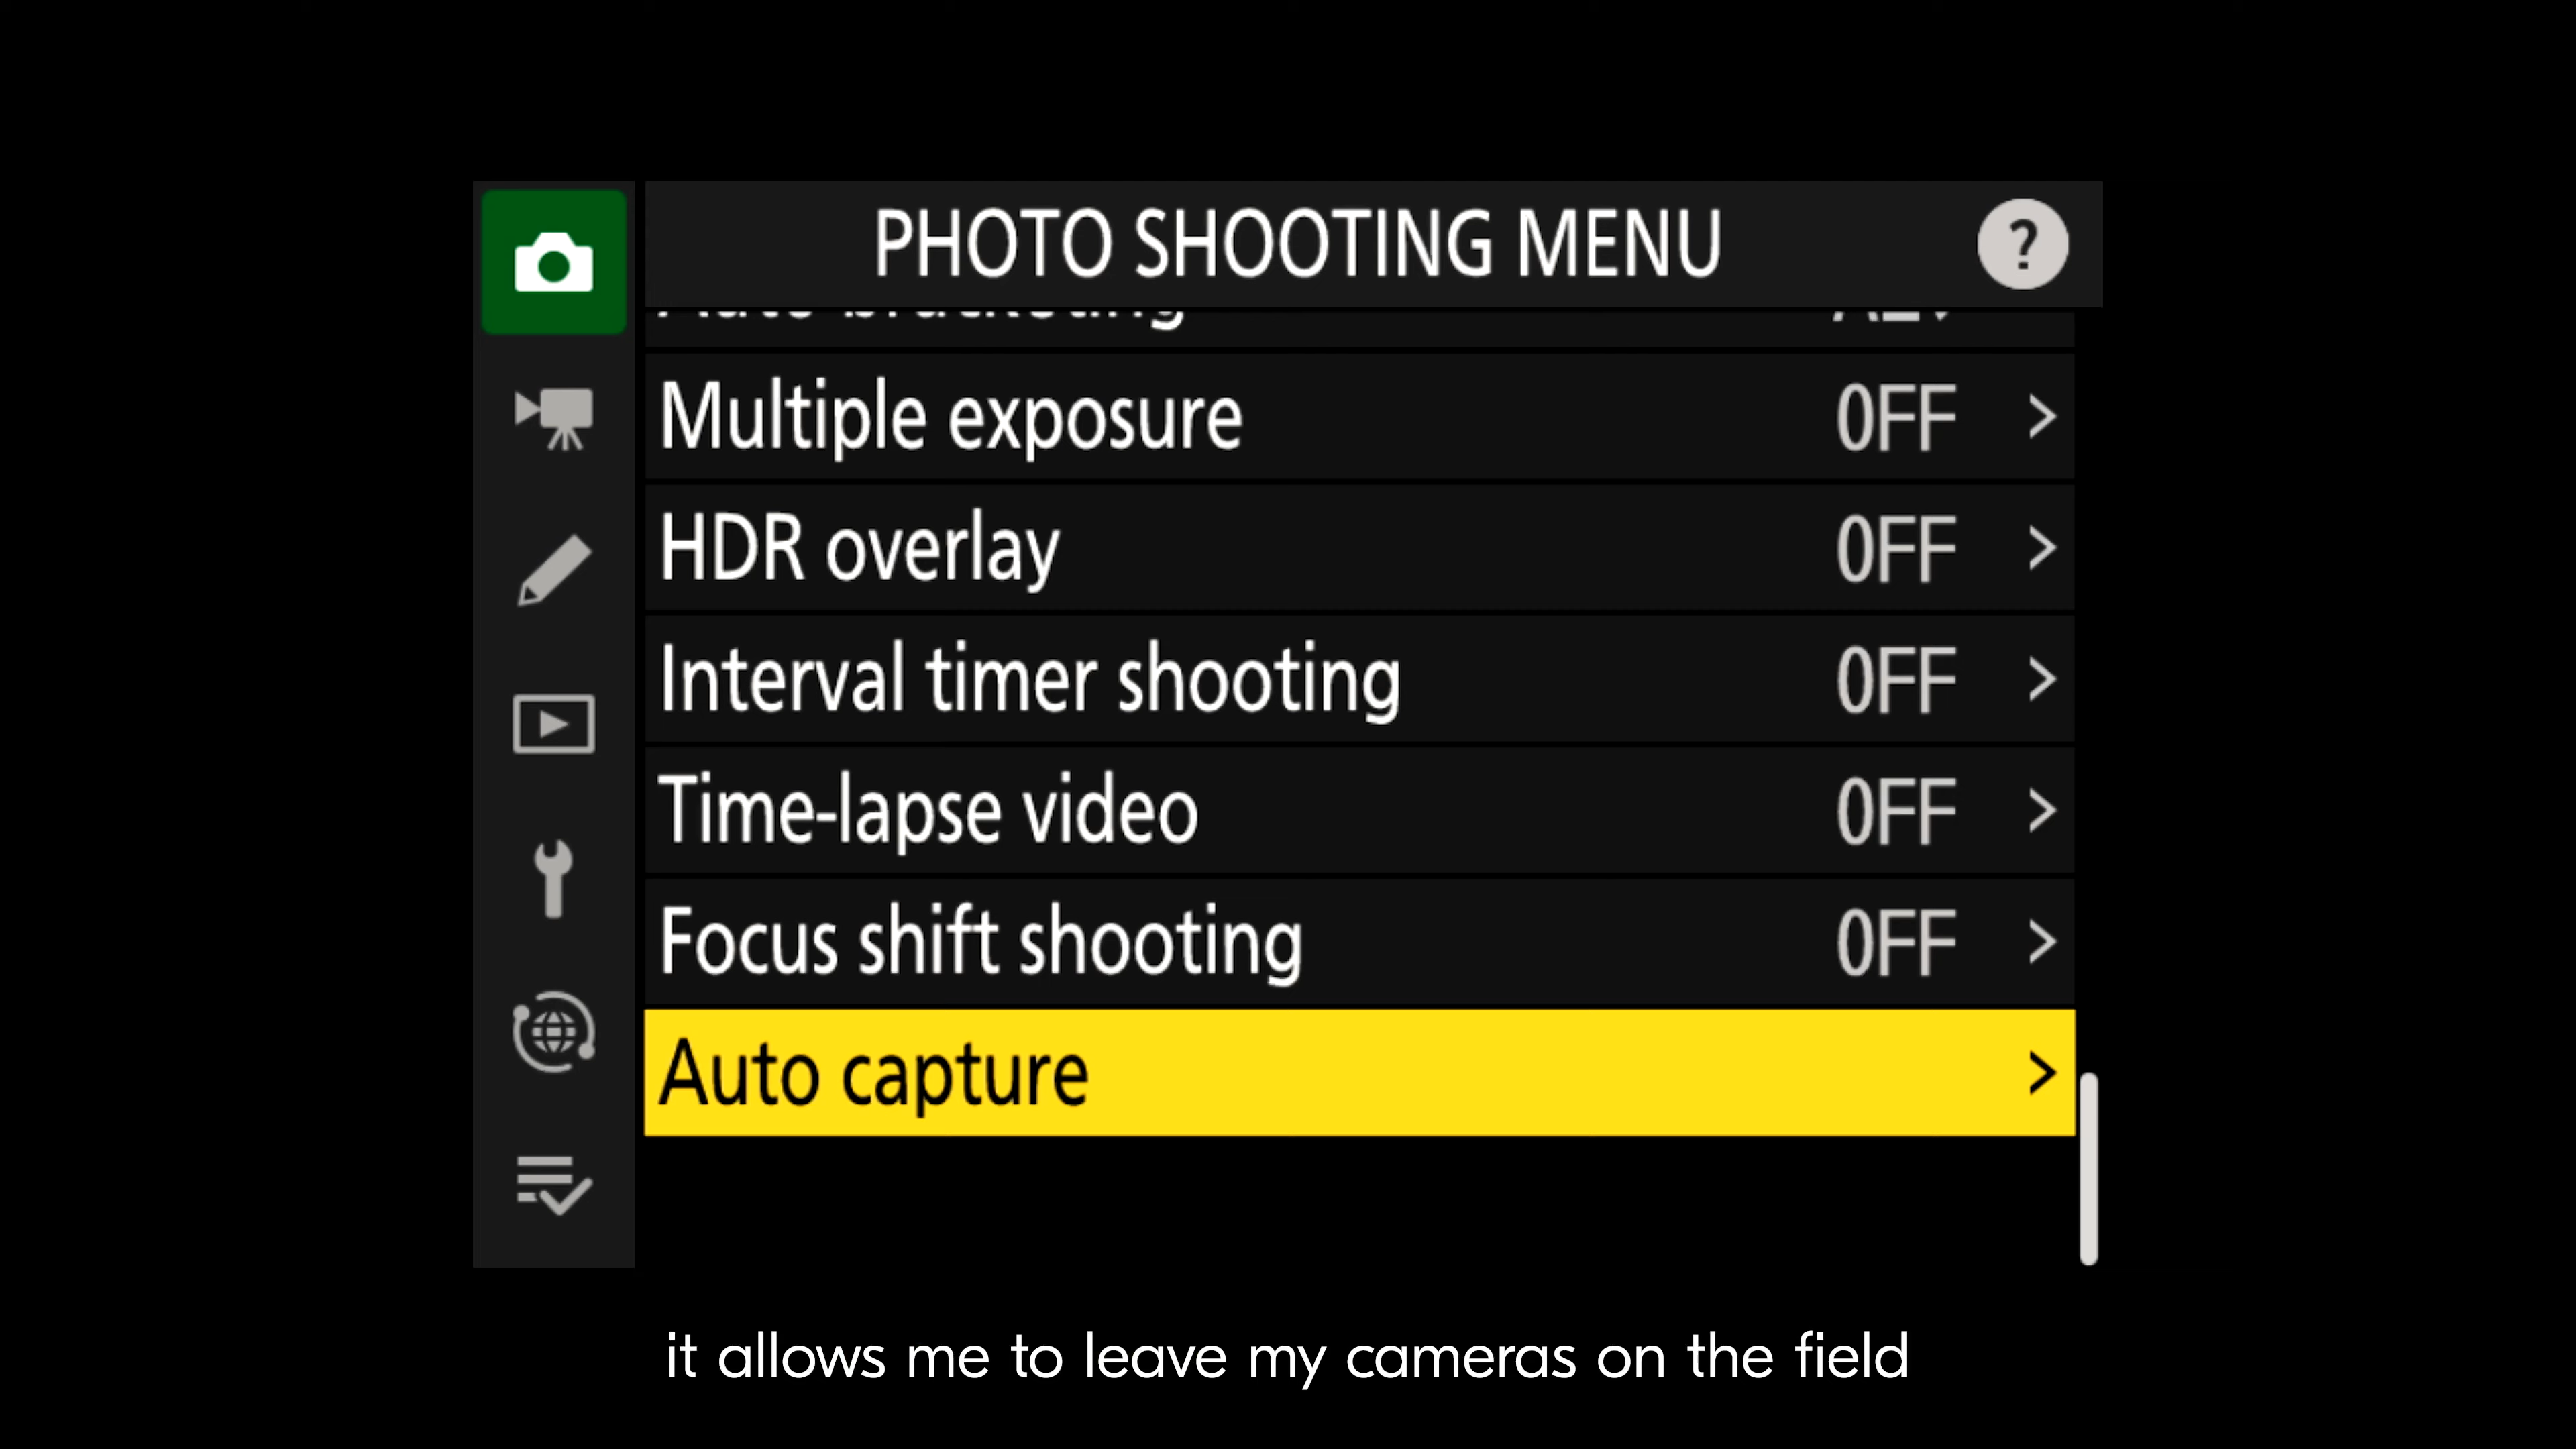 PHOTO SHOOTING MENU ?
Multiple exposure OFF >
HDR overlay OFF >
Interval timer shooting OFF >
Time-lapse video OFF >
Focus shift shooting OFF >
Auto capture >
it allows me to leave my cameras on the field